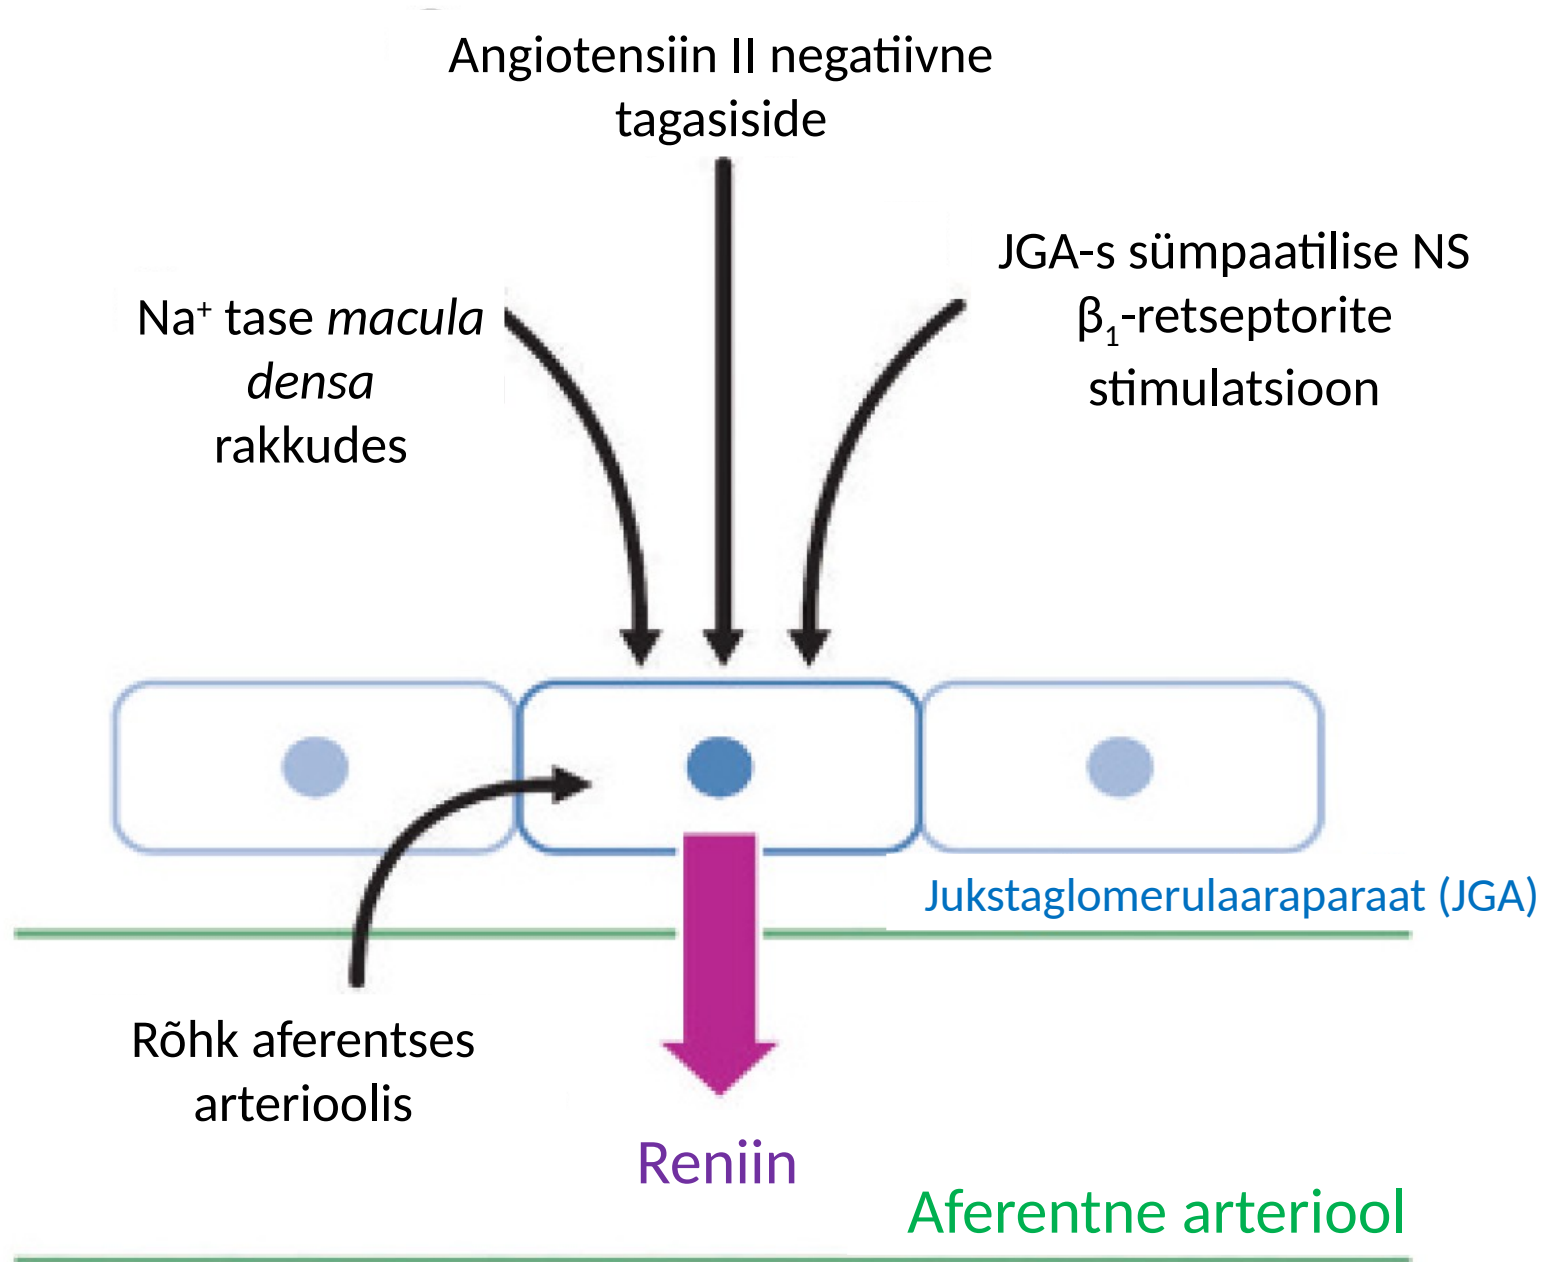 Angiotensiin II negatiivne
tagasiside
JGA-s sümpaatilise NS
β₁-retseptorite
stimulatsioon
Na⁺ tase macula
densa
rakkudes
Jukstaglomerulaaraparaat (JGA)
Rõhk aferentses
arterioolis
Reniin
Aferentne arteriool